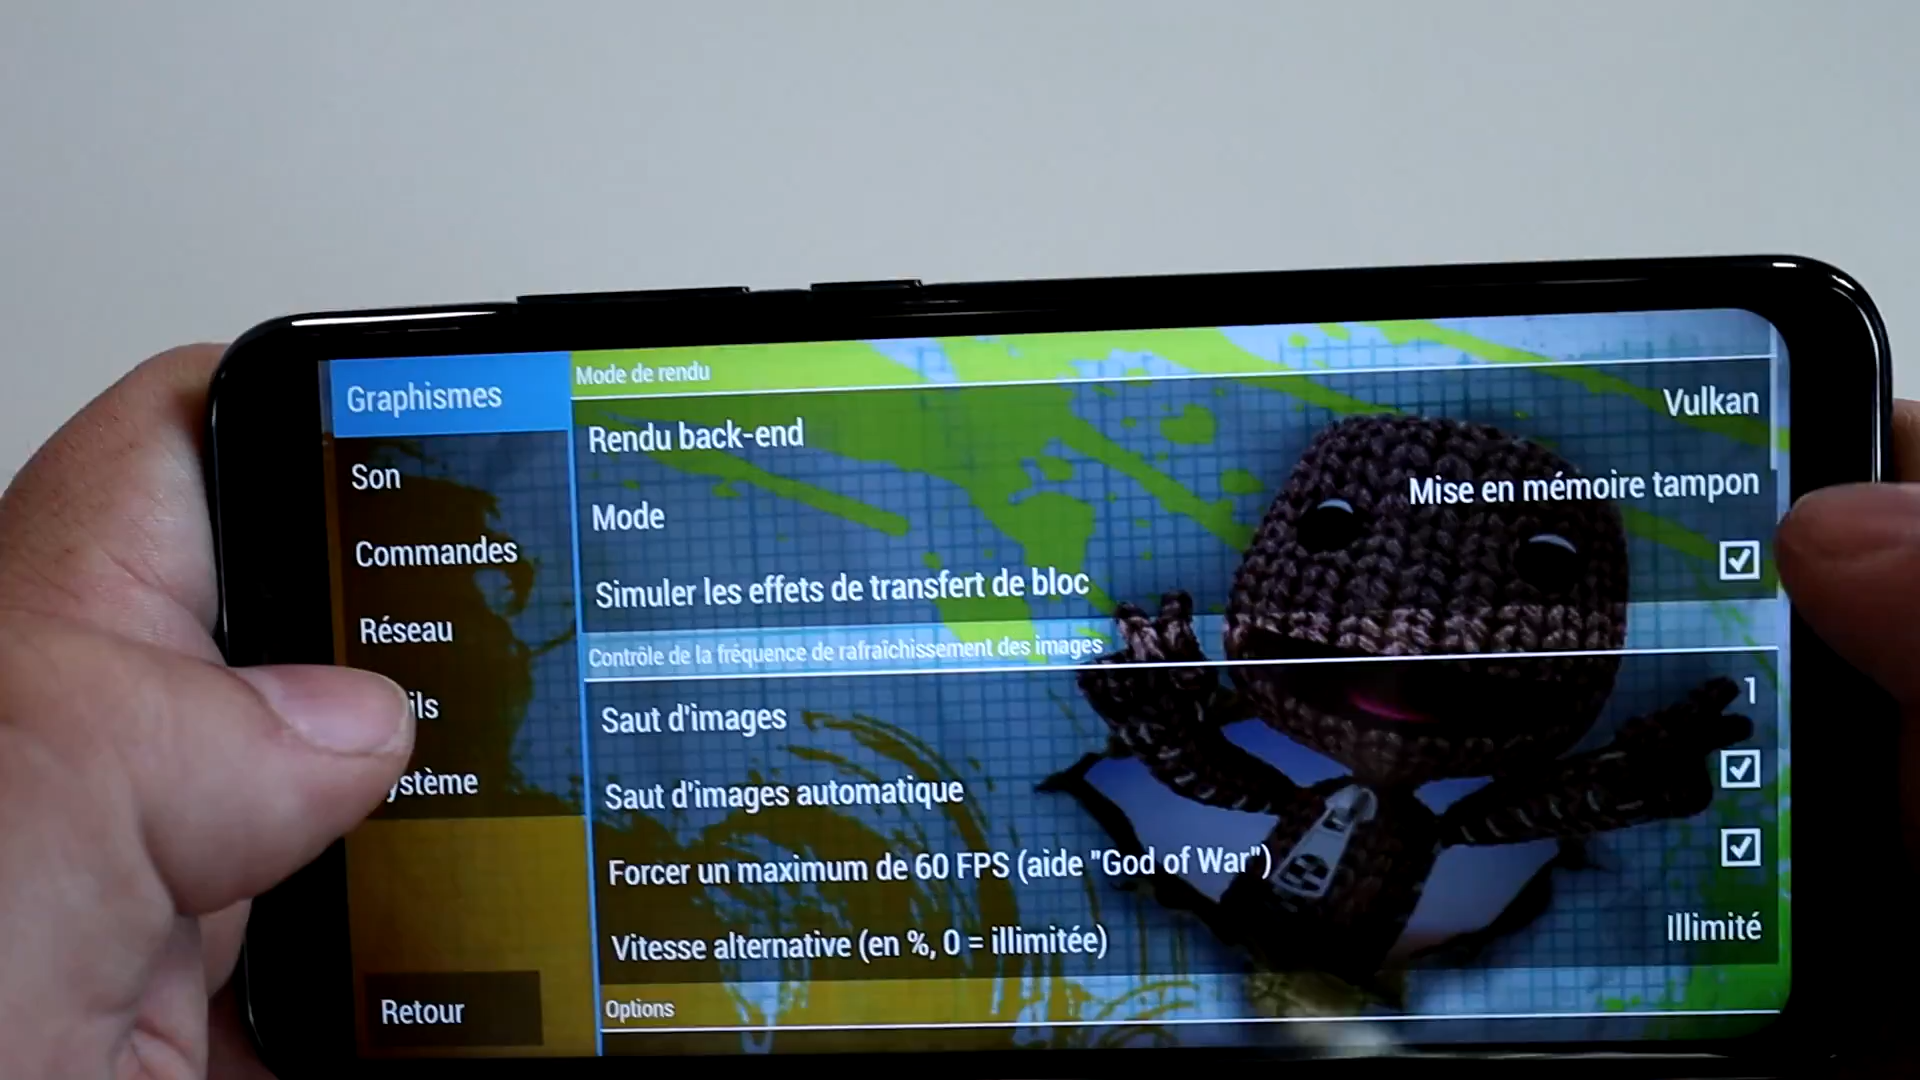 Graphismes
Son
Commandes
Réseau
Retour
Mode de rendu
Rendu back-end
Vulkan
Mode
Mise en mémoire tampon
Simuler les effets de transfert de bloc
Contrôle de la fréquence de rafraîchissement des images
Saut d'images
1
Saut d'images automatique
Forcer un maximum de 60 FPS (aide "God of War")
Vitesse alternative (en %, 0 = illimitée)
Illimité
Options